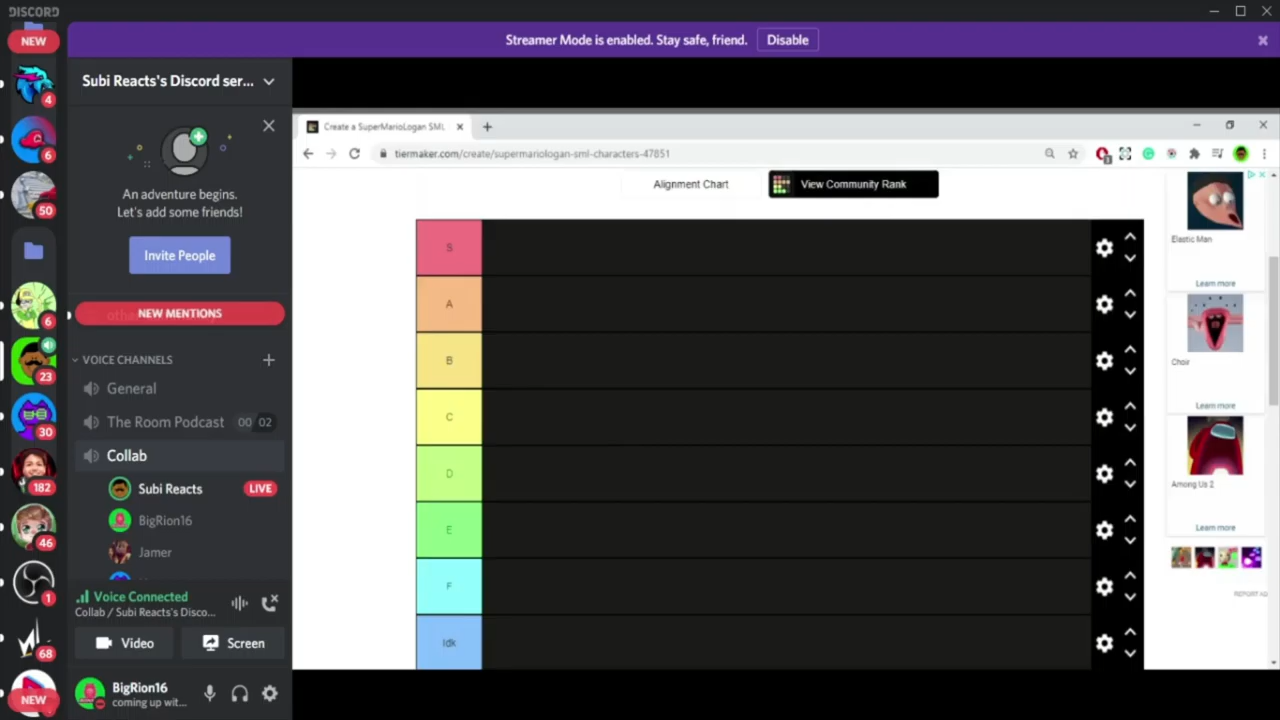 DISCORD
NEW
4
6
50
6
23
30
182
46
1
68
NEW
Streamer Mode is enabled. Stay safe, friend.
Disable
Subi Reacts's Discord ser...
An adventure begins.
Let's add some friends!
Invite People
NEW MENTIONS
VOICE CHANNELS
General
The Room Podcast 00 02
Collab
Subi Reacts LIVE
BigRion16
Jamer
Voice Connected
Collab / Subi Reacts's Disco...
Video
Screen
BigRion16
coming up wit...
Create a SuperMarioLogan SML
tiermaker.com/create/supermariologan-sml-characters-47851
Alignment Chart
View Community Rank
S
A
B
C
D
E
F
Idk
Elastic Man
Learn more
Choir
Learn more
Among Us 2
Learn more
REPORT AD